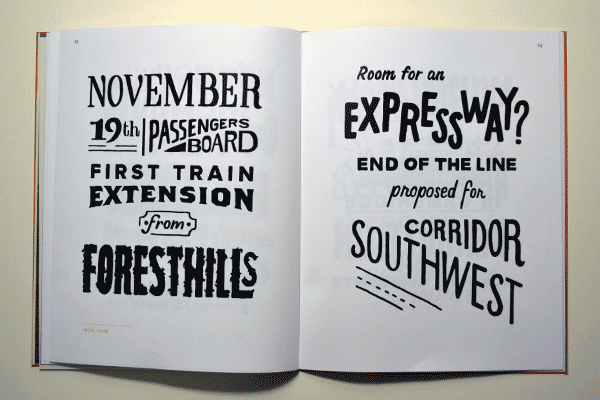 NOVEMBER
19th PASSENGERS BOARD
FIRST TRAIN
EXTENSION
from
FORESTHILLS
Room for an
EXPRESSWAY?
END OF THE LINE
proposed for
CORRIDOR
SOUTHWEST